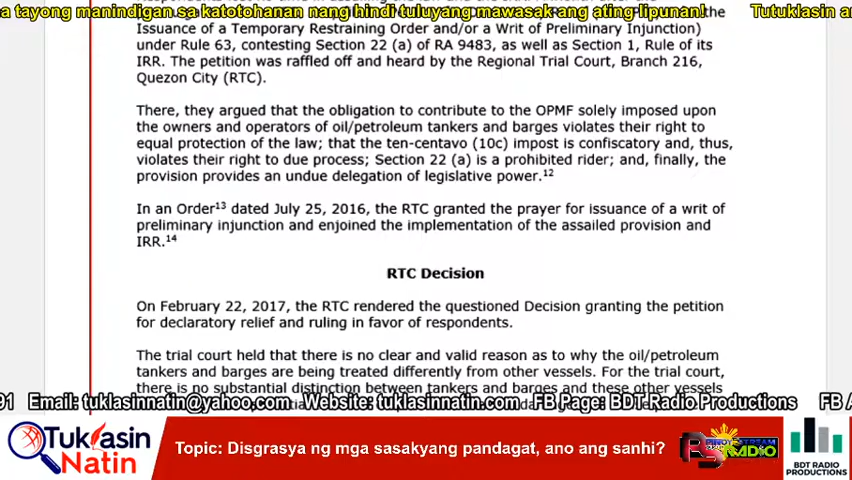 a tayong manindigan sa katotohanan nang hindi tuluyang mawasak ang ating lipunan! Tutuklasin an
the
Issuance of a Temporary Restraining Order and/or a Writ of Preliminary Injunction)
under Rule 63, contesting Section 22 (a) of RA 9483, as well as Section 1, Rule of its
IRR. The petition was raffled off and heard by the Regional Trial Court, Branch 216,
Quezon City (RTC).
There, they argued that the obligation to contribute to the OPMF solely imposed upon
the owners and operators of oil/petroleum tankers and barges violates their right to
equal protection of the law; that the ten-centavo (10c) impost is confiscatory and, thus,
violates their right to due process; Section 22 (a) is a prohibited rider; and, finally, the
provision provides an undue delegation of legislative power.12
In an Order13 dated July 25, 2016, the RTC granted the prayer for issuance of a writ of
preliminary injunction and enjoined the implementation of the assailed provision and
IRR.14
RTC Decision
On February 22, 2017, the RTC rendered the questioned Decision granting the petition
for declaratory relief and ruling in favor of respondents.
The trial court held that there is no clear and valid reason as to why the oil/petroleum
tankers and barges are being treated differently from other vessels. For the trial court,
there is no substantial distinction between tankers and barges and these other vessels
91 Email: tuklasinnatin@yahoo.com Website: tuklasinnatin.com FB Page: BDT Radio Productions FB A
Tuklasin
Natin
Topic: Disgrasya ng mga sasakyang pandagat, ano ang sanhi?
PINOY STREAM
RADIO
BDT RADIO
PRODUCTIONS